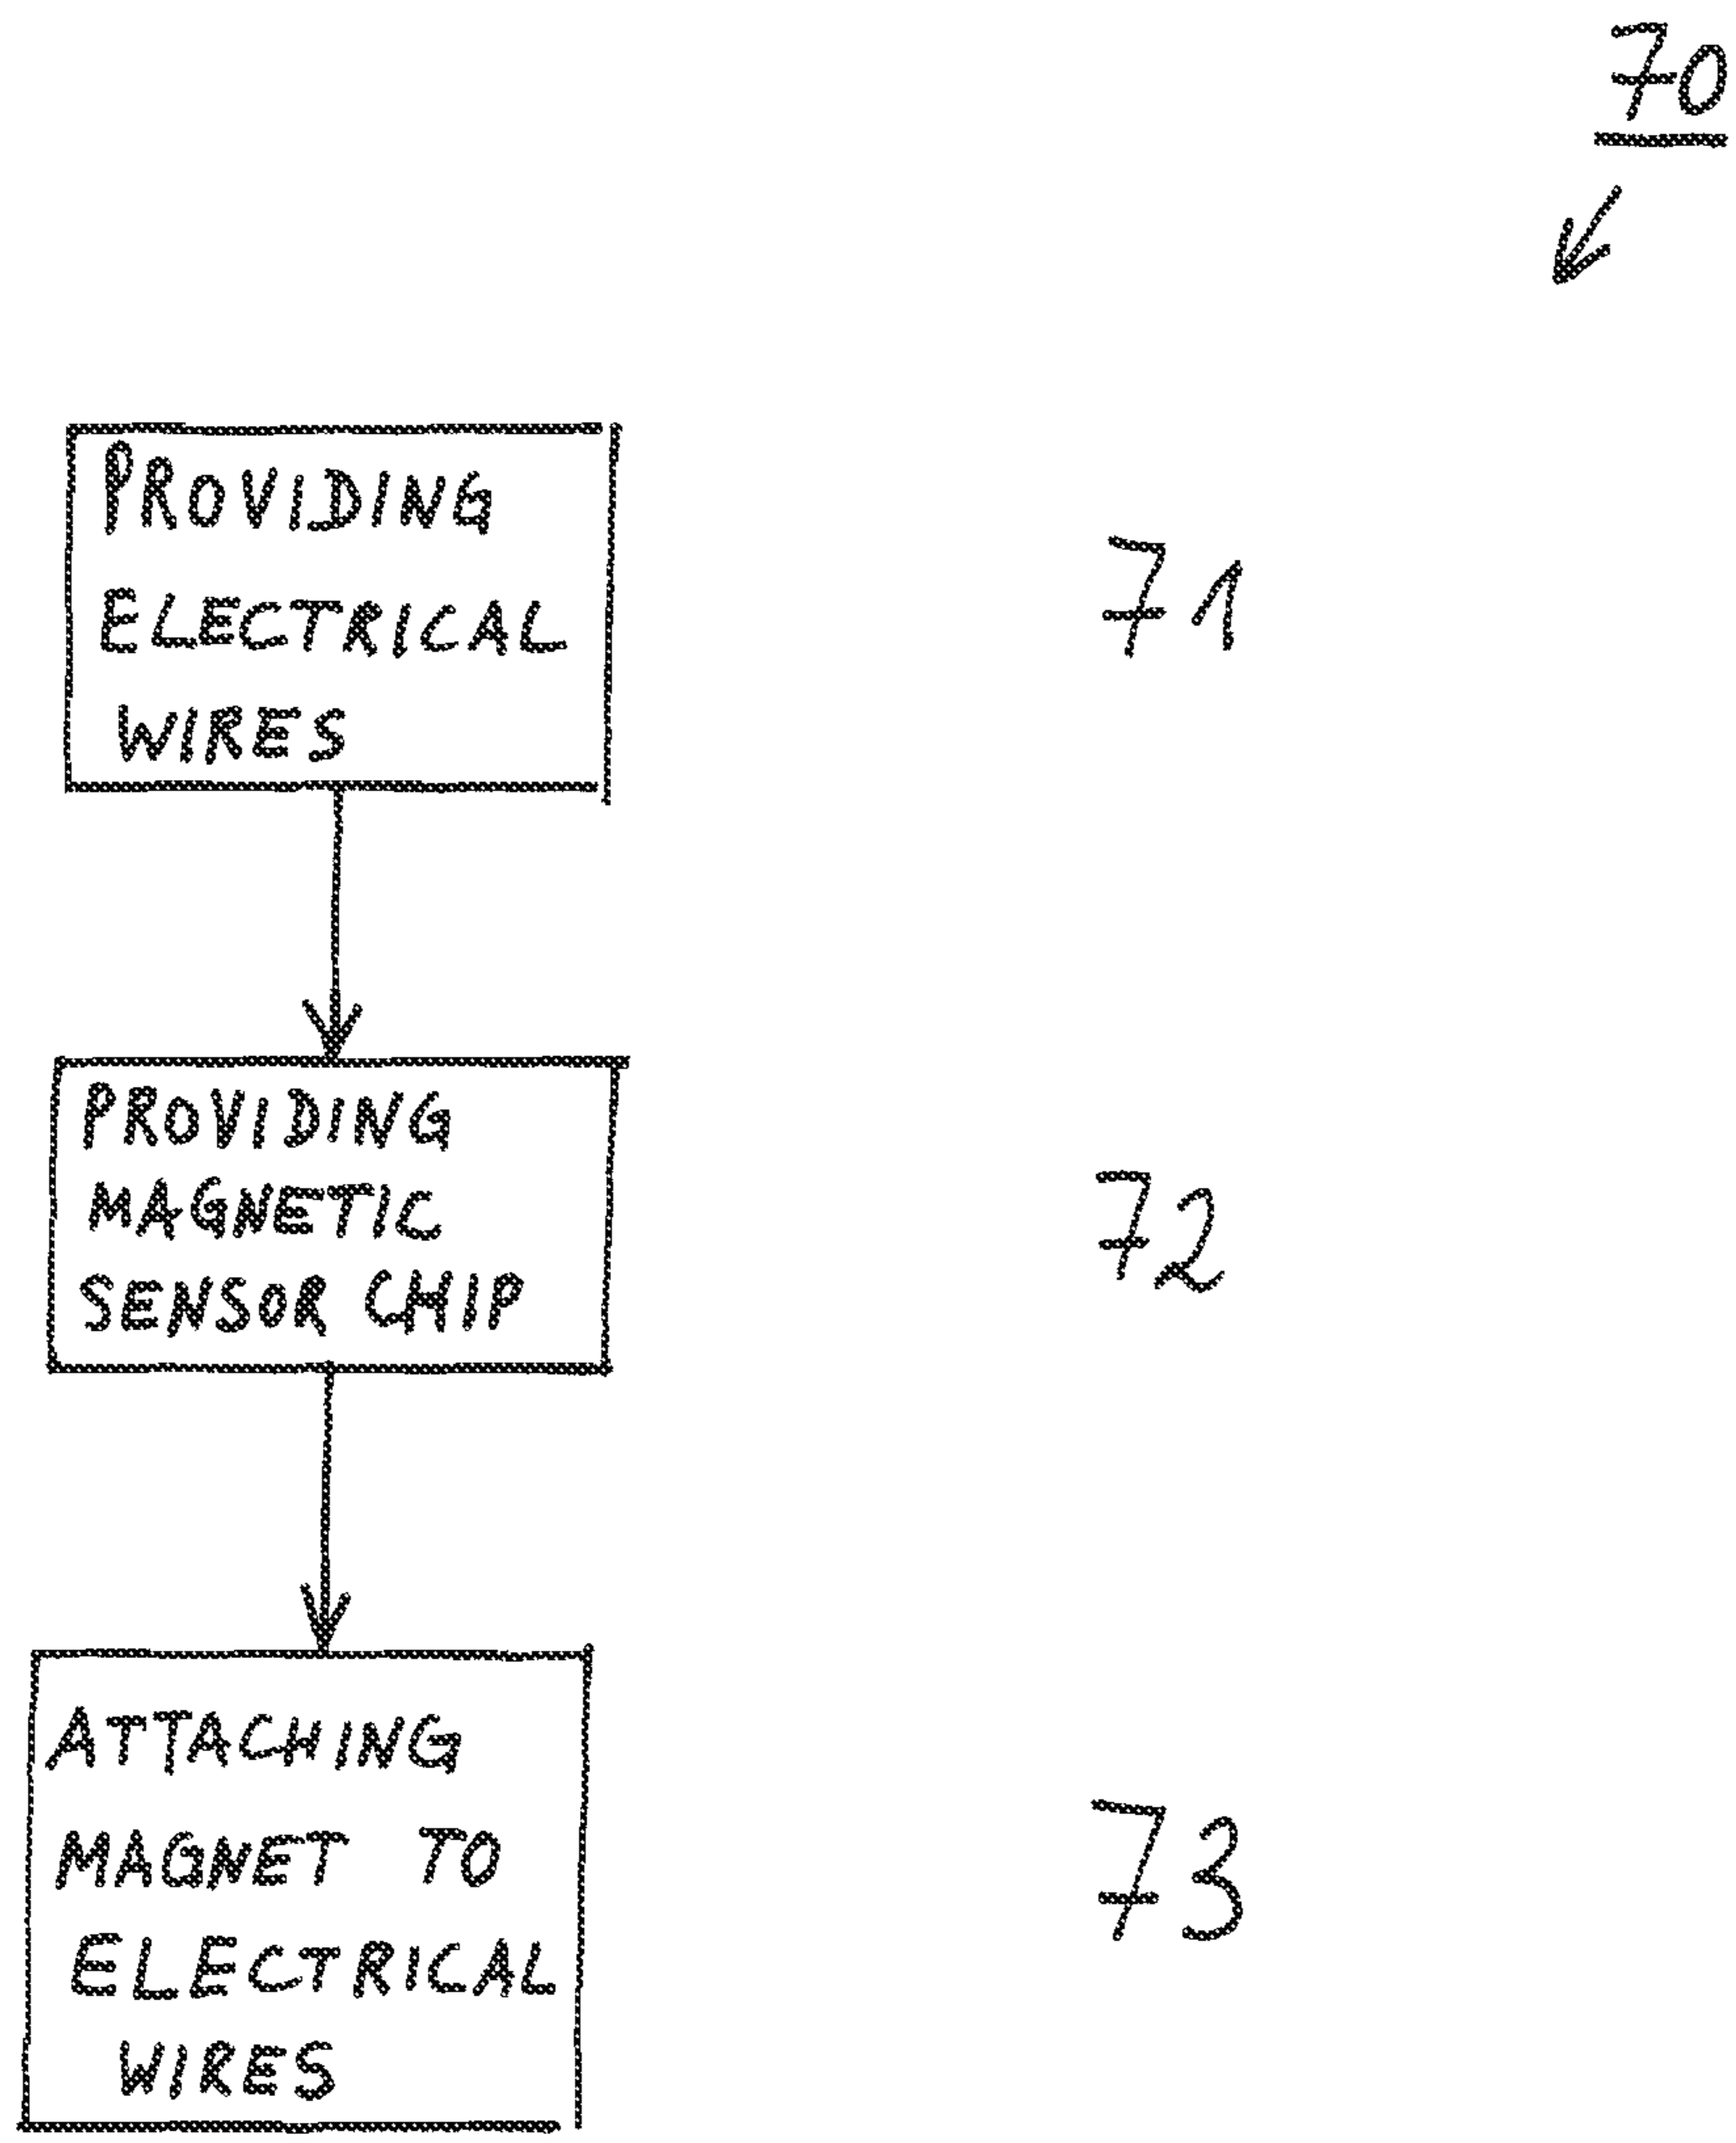 70
PROVIDING
ELECTRICAL
WIRES
71
PROVIDING
MAGNETIC
SENSOR CHIP
72
ATTACHING
MAGNET TO
ELECTRICAL
WIRES
73